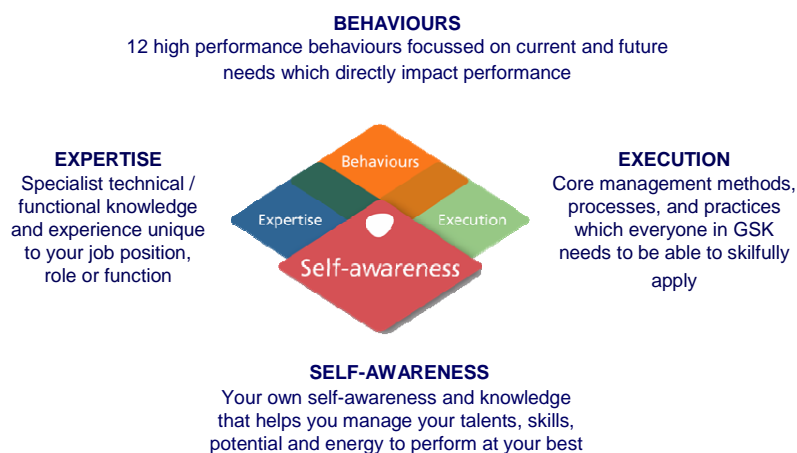 BEHAVIOURS
12 high performance behaviours focussed on current and future
needs which directly impact performance
EXPERTISE
Specialist technical /
functional knowledge
and experience unique
to your job position,
role or function
Behaviours
Expertise
Execution
Self-awareness
EXECUTION
Core management methods,
processes, and practices
which everyone in GSK
needs to be able to skilfully
apply
SELF-AWARENESS
Your own self-awareness and knowledge
that helps you manage your talents, skills,
potential and energy to perform at your best